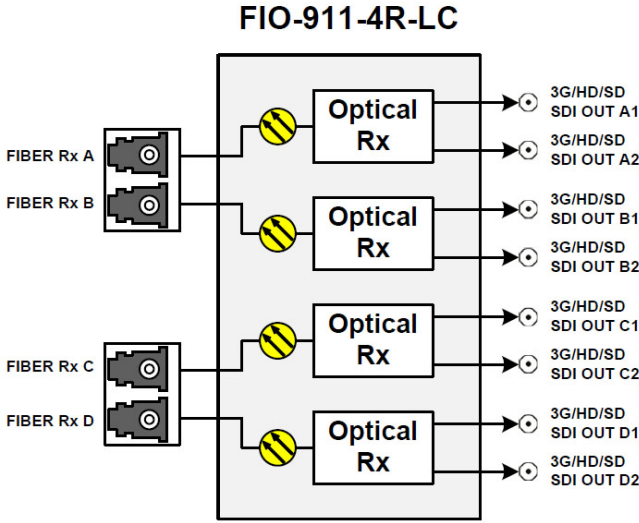 FIO-911-4R-LC
FIBER Rx A
FIBER Rx B
FIBER Rx C
FIBER Rx D
Optical
Rx
Optical
Rx
Optical
Rx
Optical
Rx
3G/HD/SD
SDI OUT A1
3G/HD/SD
SDI OUT A2
3G/HD/SD
SDI OUT B1
3G/HD/SD
SDI OUT B2
3G/HD/SD
SDI OUT C1
3G/HD/SD
SDI OUT C2
3G/HD/SD
SDI OUT D1
3G/HD/SD
SDI OUT D2